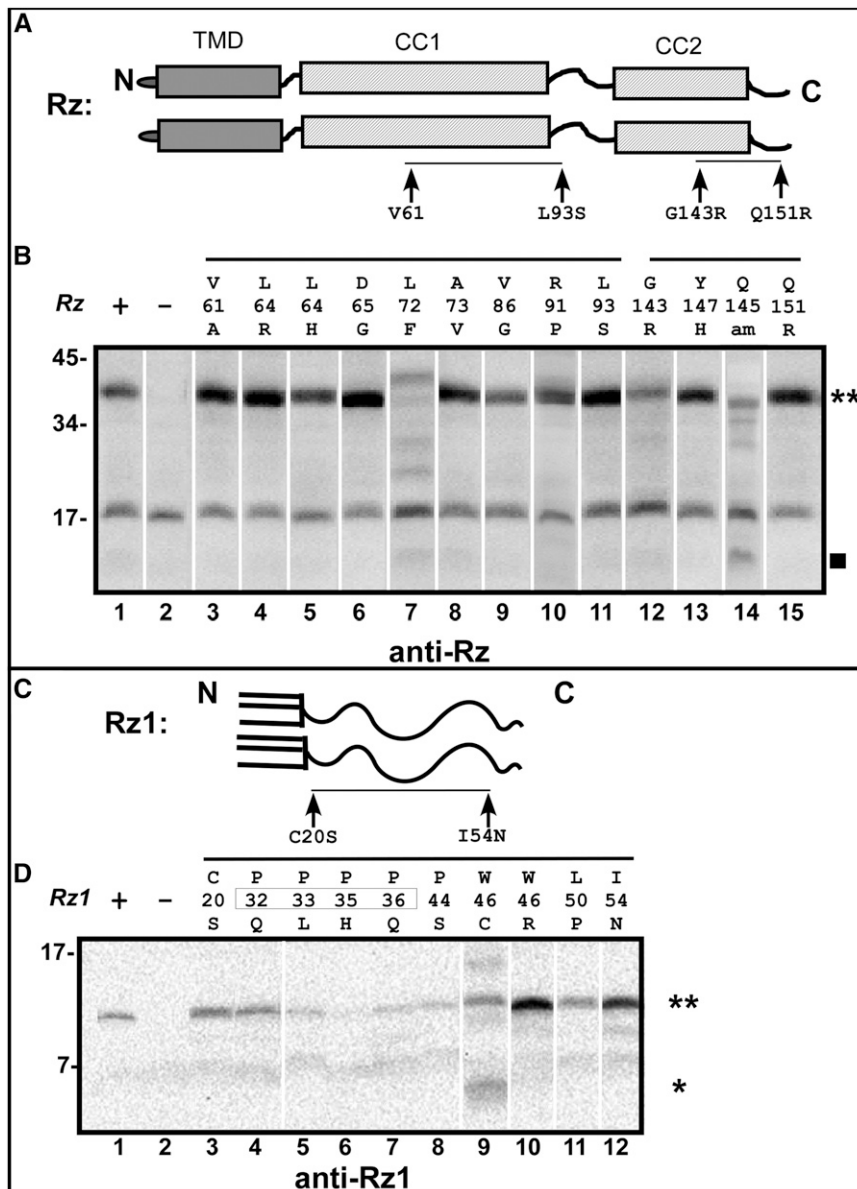 A
TMD CC1 CC2
N C
Rz:
V61 L93S G143R Q151R
B
V L L D L A V R L G Y Q Q
Rz + − 61 64 64 65 72 73 86 91 93 143 147 145 151
A R H G F V G P S R H am R
45-
**
34-
17-
1 2 3 4 5 6 7 8 9 10 11 12 13 14 15
anti-Rz
C
N C
Rz1:
C20S I54N
D
C P P P P P W W L I
Rz1 + − 20 32 33 35 36 44 46 46 50 54
S Q L H Q S C R P N
17-
**
7-
*
1 2 3 4 5 6 7 8 9 10 11 12
anti-Rz1